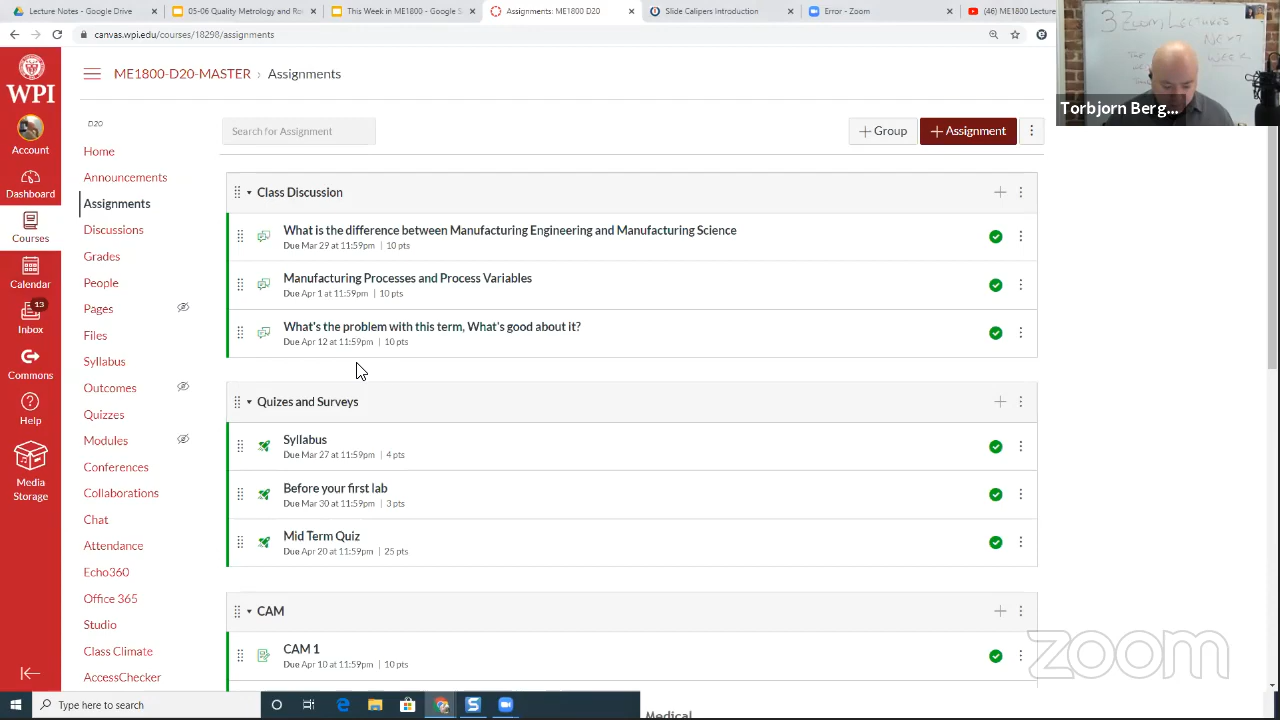 Lecture Notes - Google Drive
05-06 Quality Metrology and Re
This Week in ME1800 - Google S
Assignments: ME1800 D20
Slide Calipers Introduction
Error - Zoom
(46) ME1800 Lecture
canvas.wpi.edu/courses/18298/assignments
3 Zoom Lectures
NEXT
WEEK
Torbjorn Berg...
WPI
Account
Dashboard
Courses
Calendar
13
Inbox
Commons
Help
Media
Storage
ME1800-D20-MASTER › Assignments
D20
Home
Announcements
Assignments
Discussions
Grades
People
Pages
Files
Syllabus
Outcomes
Quizzes
Modules
Conferences
Collaborations
Chat
Attendance
Echo360
Office 365
Studio
Class Climate
AccessChecker
Search for Assignment
+ Group
+ Assignment
Class Discussion
What is the difference between Manufacturing Engineering and Manufacturing Science
Due Mar 29 at 11:59pm | 10 pts
Manufacturing Processes and Process Variables
Due Apr 1 at 11:59pm | 10 pts
What's the problem with this term, What's good about it?
Due Apr 12 at 11:59pm | 10 pts
Quizes and Surveys
Syllabus
Due Mar 27 at 11:59pm | 4 pts
Before your first lab
Due Mar 30 at 11:59pm | 3 pts
Mid Term Quiz
Due Apr 20 at 11:59pm | 25 pts
CAM
CAM 1
Due Apr 10 at 11:59pm | 10 pts
zoom
Type here to search
Medical